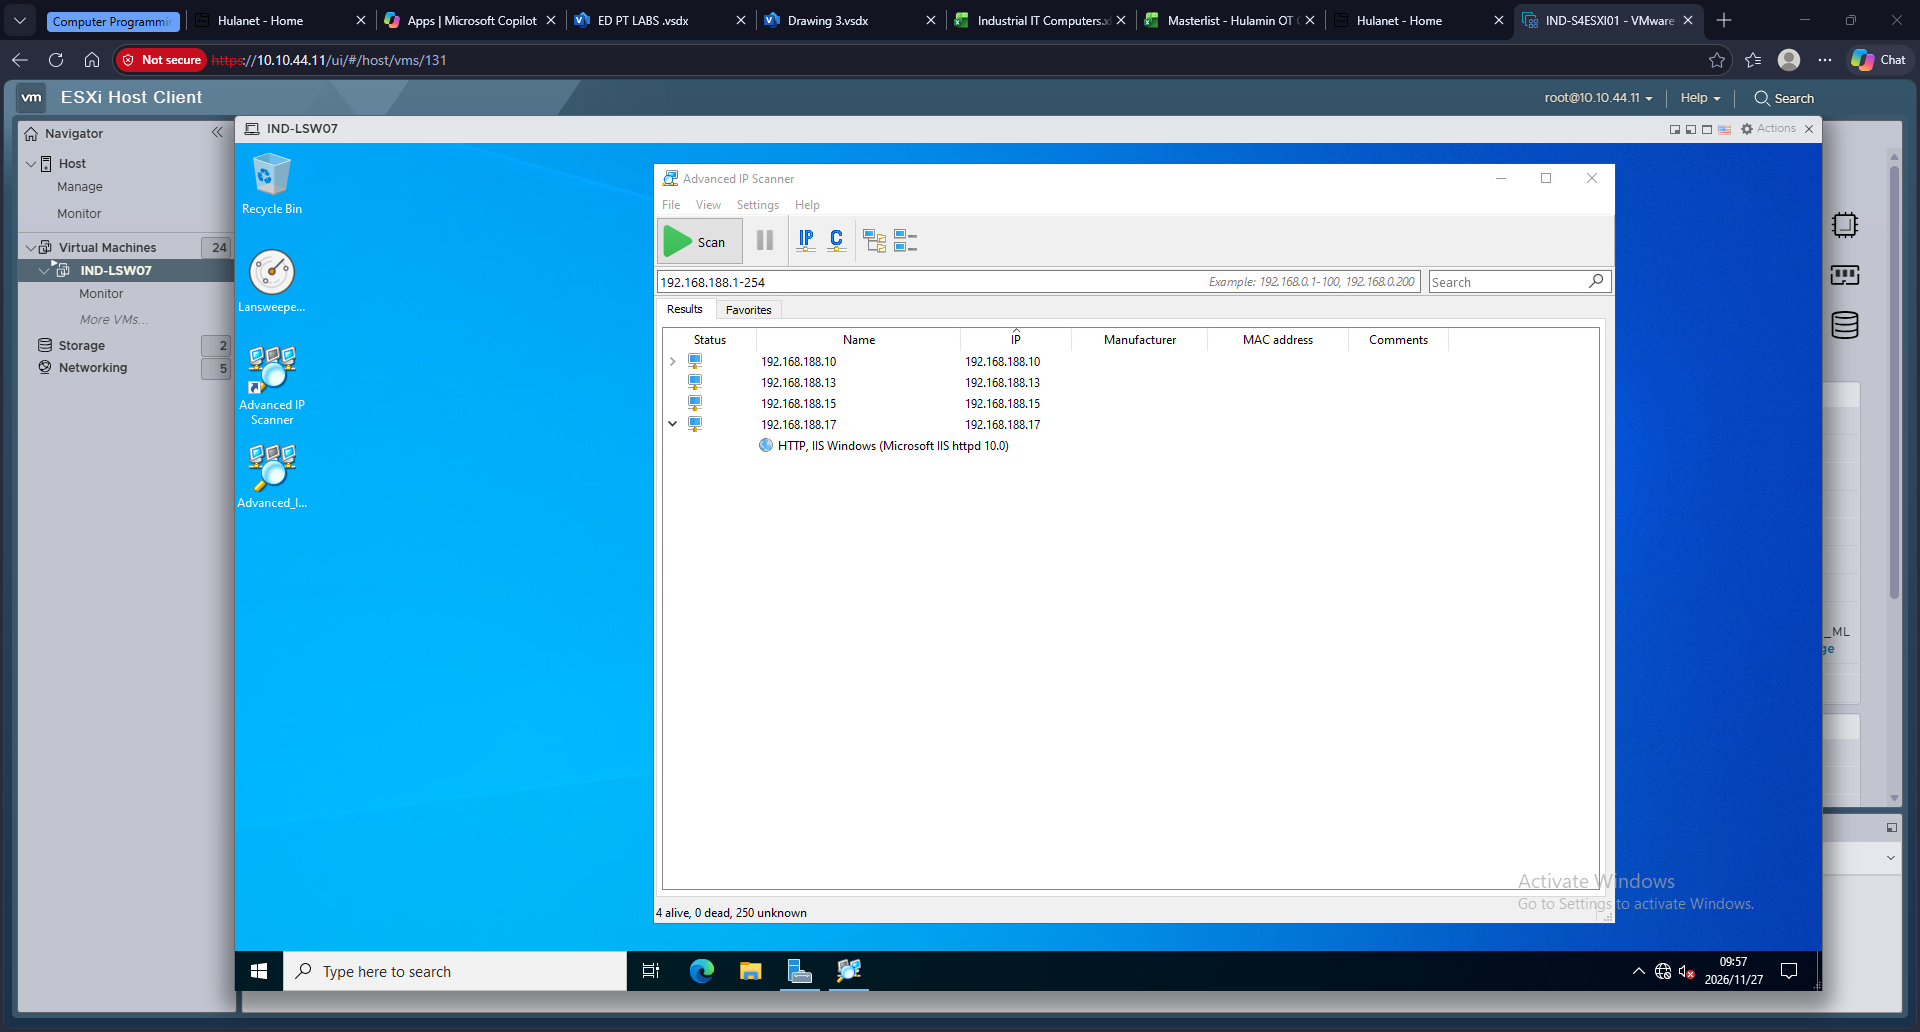 Computer Programmi
Hulanet - Home
Apps | Microsoft Copilot
ED PT LABS .vsdx
Drawing 3.vsdx
Industrial IT Computers.x
Masterlist - Hulamin OT
Hulanet - Home
IND-S4ESXI01 - VMware
Not secure
https://10.10.44.11/ui/#/host/vms/131
Chat
vm
ESXi Host Client
root@10.10.44.11
Help
Search
Navigator
Host
Manage
Monitor
Virtual Machines
24
IND-LSW07
Monitor
More VMs...
Storage
2
Networking
5
IND-LSW07
Actions
Recycle Bin
Lansweepe...
Advanced IP
Scanner
Advanced_I...
Advanced IP Scanner
File
View
Settings
Help
Scan
IP
C
192.168.188.1-254
Example: 192.168.0.1-100, 192.168.0.200
Search
Results
Favorites
Status
Name
IP
Manufacturer
MAC address
Comments
192.168.188.10
192.168.188.10
192.168.188.13
192.168.188.13
192.168.188.15
192.168.188.15
192.168.188.17
192.168.188.17
HTTP, IIS Windows (Microsoft IIS httpd 10.0)
4 alive, 0 dead, 250 unknown
Activate Windows
Go to Settings to activate Windows.
_ML
ge
Type here to search
09:57
2026/11/27